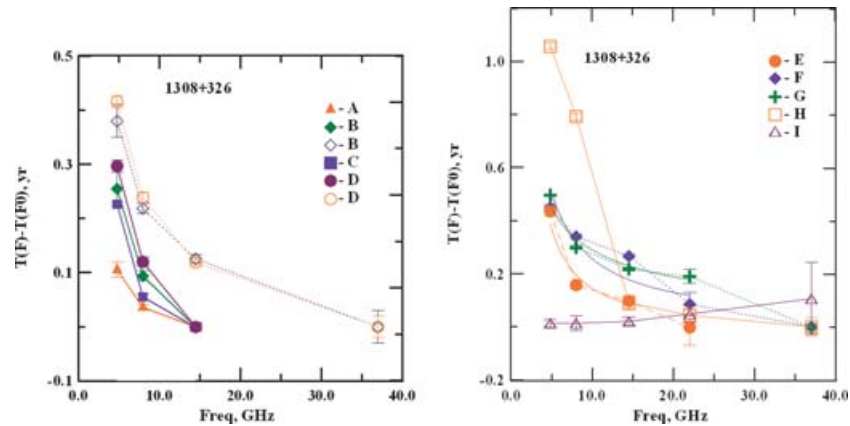 0.5
0.3
0.1
-0.1
T(F)-T(F0), yr
1308+326
- A
- B
- B
- C
- D
- D
0.0 10.0 20.0 30.0 40.0
Freq, GHz
1.0
0.6
0.2
-0.2
T(F)-T(F0), yr
1308+326
- E
- F
- G
- H
- I
0.0 10.0 20.0 30.0 40.0
Freq, GHz